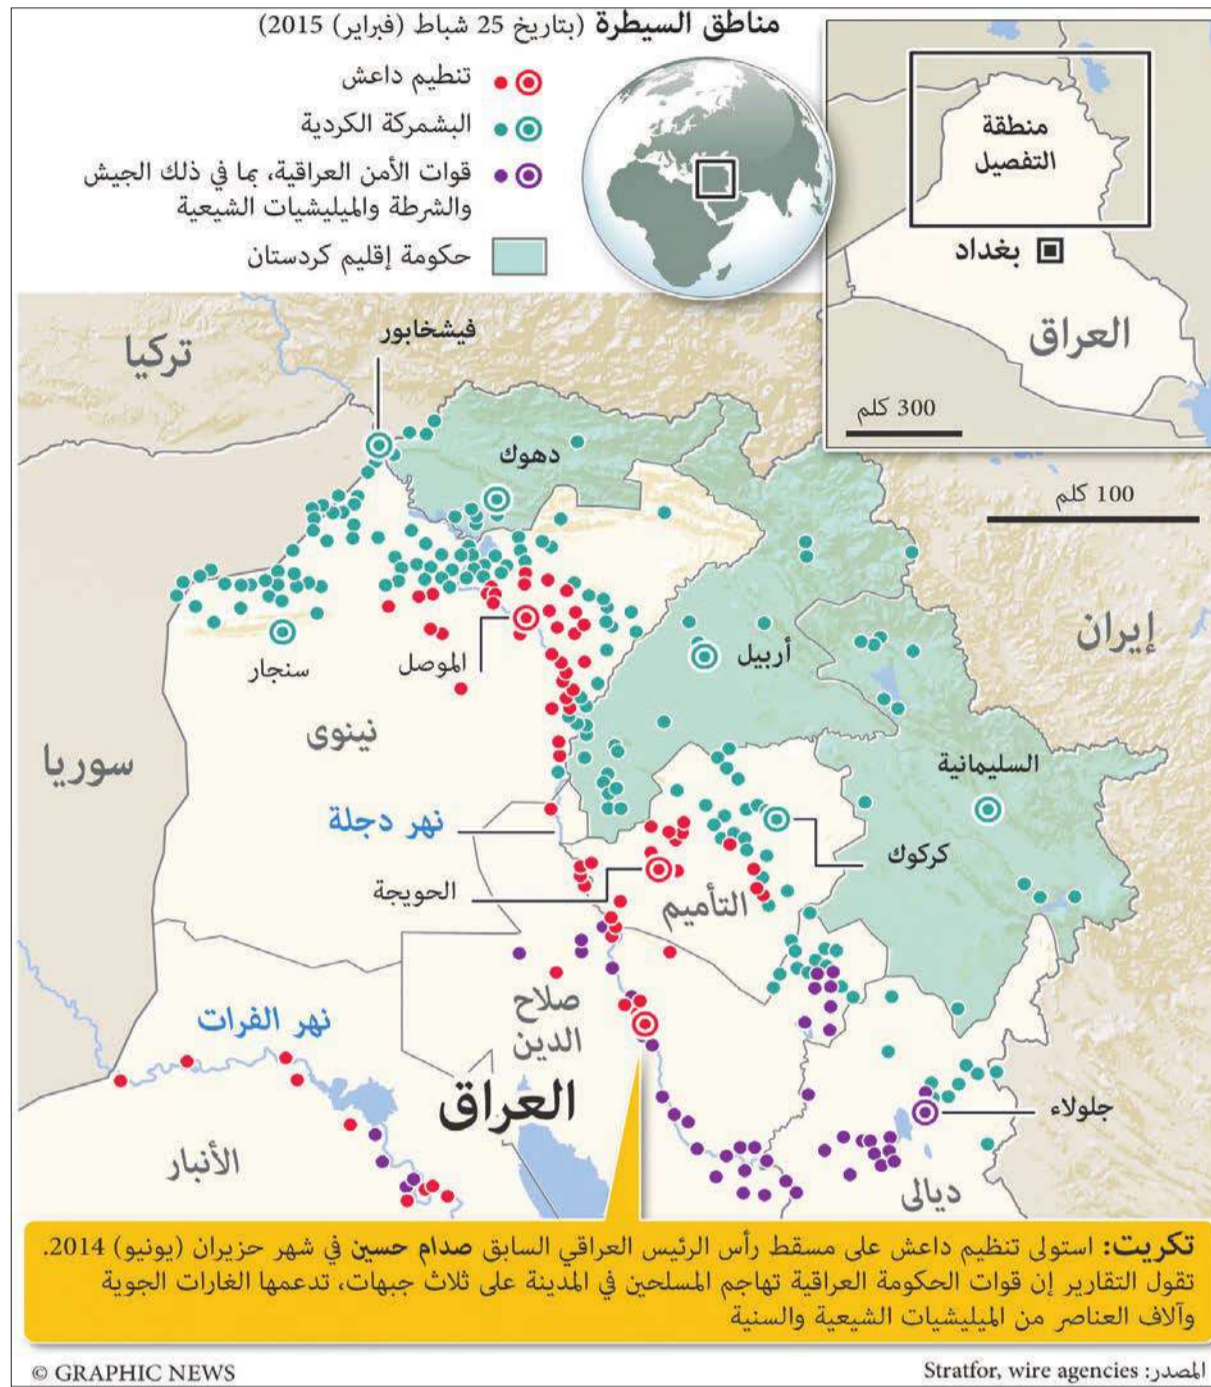 مناطق السيطرة (بتاريخ 25 شباط (فبراير) 2015)
تنظيم داعش
البشمركة الكردية
قوات الأمن العراقية، بما في ذلك الجيش
والشرطة والميليشيات الشيعية
حكومة إقليم كردستان
منطقة
التفصيل
بغداد
العراق
300 كلم
100 كلم
فيشخابور
تركيا
دهوك
إيران
أربيل
الموصل
سنجار
نينوى
سوريا
السليمانية
نهر دجلة
كركوك
الحويجة
التأميم
صلاح
الدين
نهر الفرات
العراق
جلولاء
الأنبار
ديالى
تكريت: استولى تنظيم داعش على مسقط رأس الرئيس العراقي السابق صدام حسين في شهر حزيران (يونيو) 2014.
تقول التقارير إن قوات الحكومة العراقية تهاجم المسلحين في المدينة على ثلاث جبهات، تدعمها الغارات الجوية
وآلاف العناصر من الميليشيات الشيعية والسنية
المصدر: Stratfor, wire agencies
© GRAPHIC NEWS